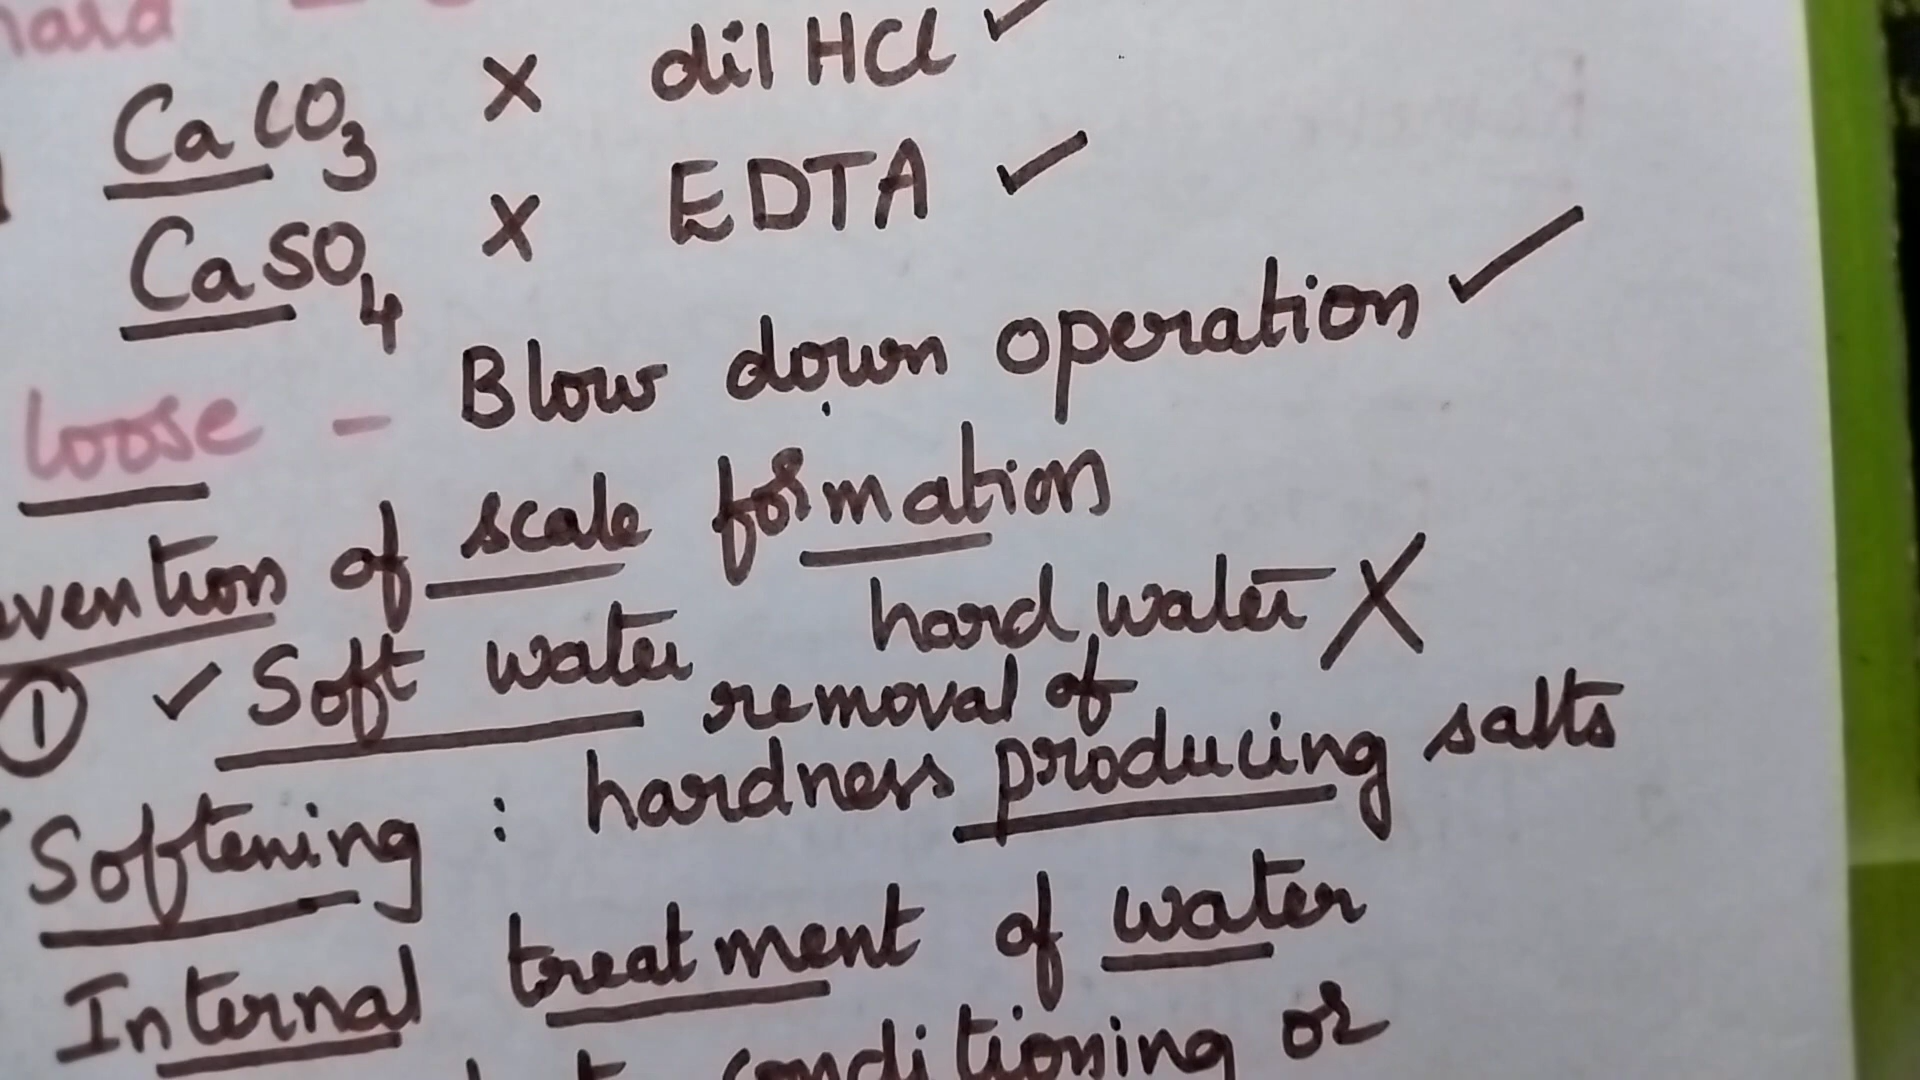 hard -
CaCO3 × dil HCl ✓
CaSO4 × EDTA ✓
loose - Blow down operation ✓
vention of scale formation
① ✓ Soft water hard water X
Softening : removal of
hardness producing salts
Internal treatment of water
conditioning or